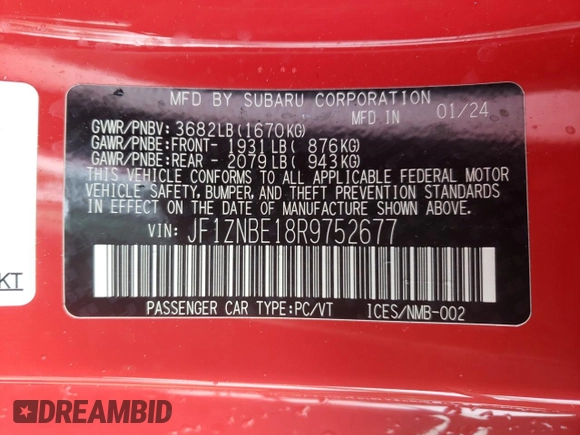 MFD BY SUBARU CORPORATION
MFD IN 01/24
GVWR/PNBV: 3682LB(1670KG)
GAWR/PNBE:FRONT- 1931LB( 876KG)
GAWR/PNBE:REAR - 2079LB( 943KG)
THIS VEHICLE CONFORMS TO ALL APPLICABLE FEDERAL MOTOR
VEHICLE SAFETY, BUMPER, AND THEFT PREVENTION STANDARDS
IN EFFECT ON THE DATE OF MANUFACTURE SHOWN ABOVE.
VIN: JF1ZNBE18R9752677
PASSENGER CAR TYPE:PC/VT ICES/NMB-002
KT
DREAMBID